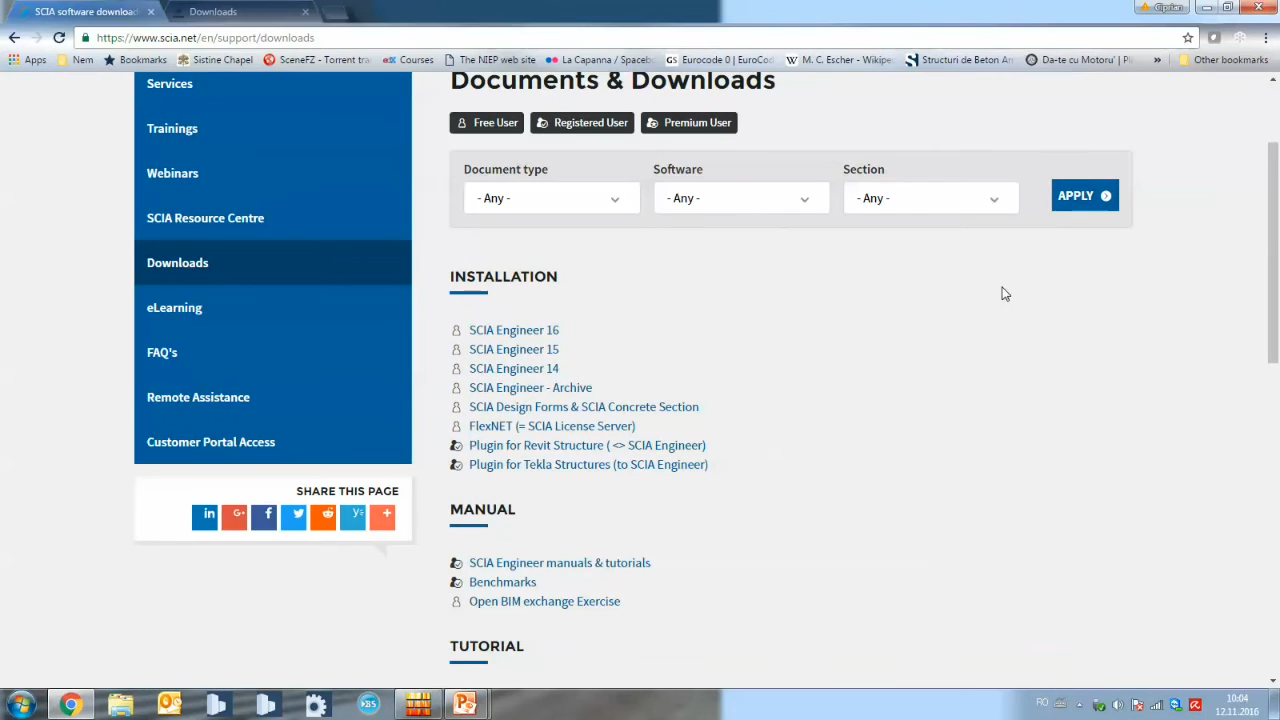 SCIA software download
Downloads
Ciprian
https://www.scia.net/en/support/downloads
Apps
Nem
Bookmarks
Sistine Chapel
SceneFZ - Torrent tra
Courses
The NIEP web site
La Capanna / Spaceb
Eurocode 0 | EuroCod
M. C. Escher - Wikipe
Structuri de Beton Ar
Da-te cu Motoru' | Pla
»
Other bookmarks
Services
Trainings
Webinars
SCIA Resource Centre
Downloads
eLearning
FAQ's
Remote Assistance
Customer Portal Access
SHARE THIS PAGE
Documents & Downloads
Free User
Registered User
Premium User
Document type
Software
Section
- Any -
- Any -
- Any -
APPLY
INSTALLATION
SCIA Engineer 16
SCIA Engineer 15
SCIA Engineer 14
SCIA Engineer - Archive
SCIA Design Forms & SCIA Concrete Section
FlexNET (= SCIA License Server)
Plugin for Revit Structure ( <> SCIA Engineer)
Plugin for Tekla Structures (to SCIA Engineer)
MANUAL
SCIA Engineer manuals & tutorials
Benchmarks
Open BIM exchange Exercise
TUTORIAL
RO
10:04
12.11.2016